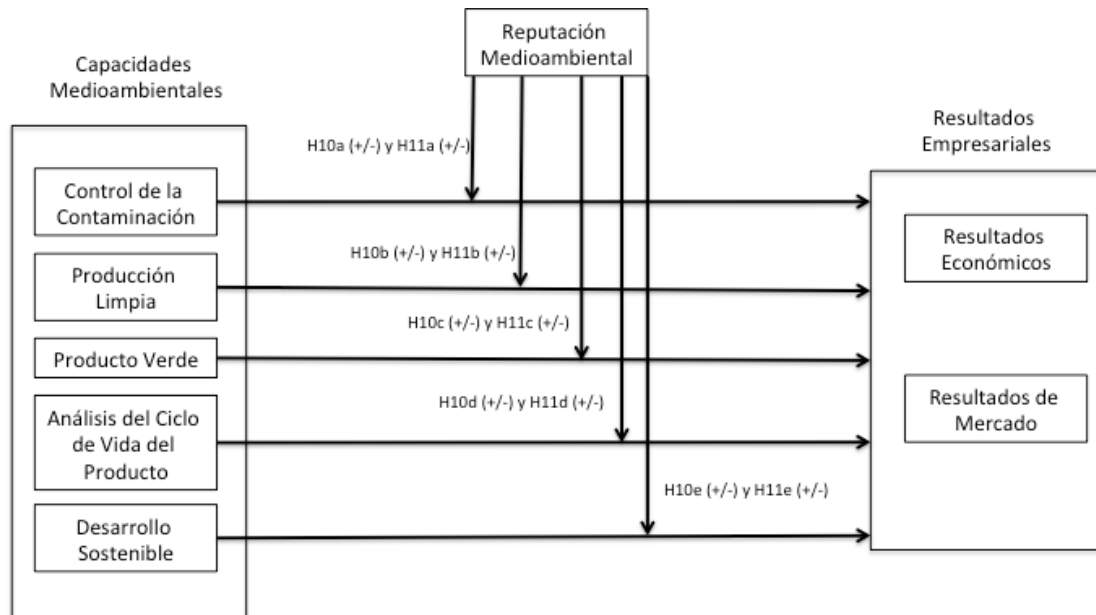 Reputación
Medioambiental
Capacidades
Medioambientales
Resultados
Empresariales
H10a (+/-) y H11a (+/-)
Control de la
Contaminación
Resultados
Económicos
H10b (+/-) y H11b (+/-)
Producción
Limpia
H10c (+/-) y H11c (+/-)
Producto Verde
H10d (+/-) y H11d (+/-)
Resultados de
Mercado
Análisis del Ciclo
de Vida del
Producto
H10e (+/-) y H11e (+/-)
Desarrollo
Sostenible